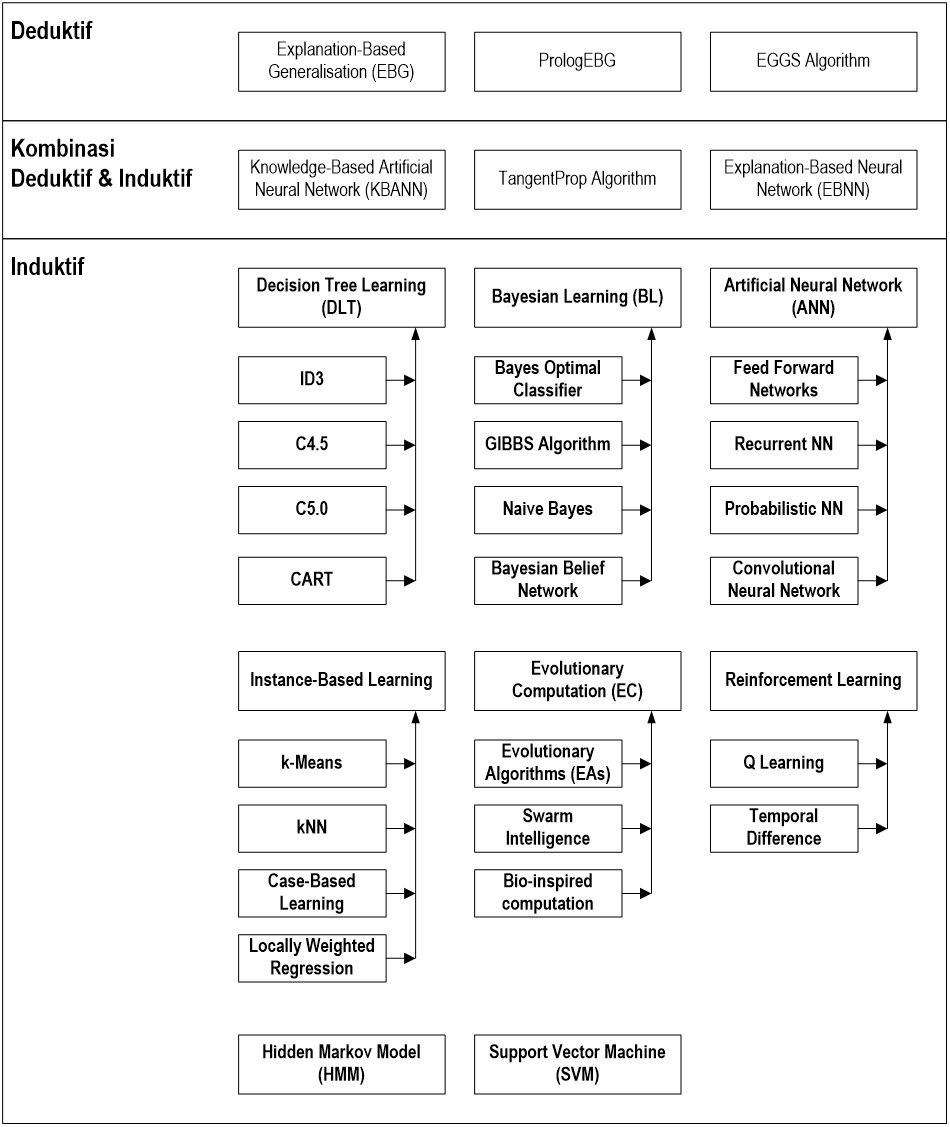 Deduktif
Explanation-Based
Generalisation (EBG)
PrologEBG
EGGS Algorithm
Kombinasi
Deduktif & Induktif
Knowledge-Based Artificial
Neural Network (KBANN)
TangentProp Algorithm
Explanation-Based Neural
Network (EBNN)
Induktif
Decision Tree Learning
(DLT)
ID3
C4.5
C5.0
CART
Bayesian Learning (BL)
Bayes Optimal
Classifier
GIBBS Algorithm
Naive Bayes
Bayesian Belief
Network
Artificial Neural Network
(ANN)
Feed Forward
Networks
Recurrent NN
Probabilistic NN
Convolutional
Neural Network
Instance-Based Learning
k-Means
kNN
Case-Based
Learning
Locally Weighted
Regression
Evolutionary
Computation (EC)
Evolutionary
Algorithms (EAs)
Swarm
Intelligence
Bio-inspired
computation
Reinforcement Learning
Q Learning
Temporal
Difference
Hidden Markov Model
(HMM)
Support Vector Machine
(SVM)